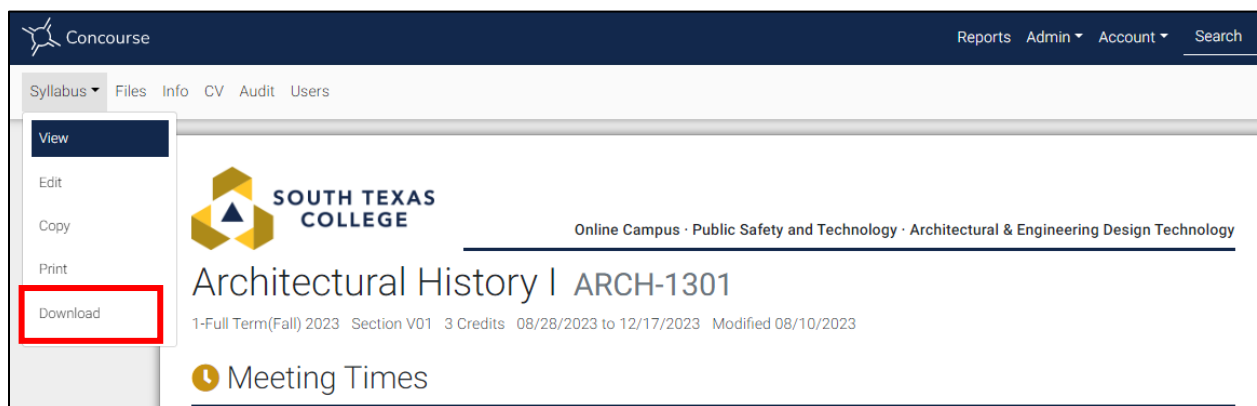 Concourse
Reports Admin Account Search
Syllabus Files Info CV Audit Users
View
Edit
Copy
Print
Download
SOUTH TEXAS
COLLEGE
Online Campus · Public Safety and Technology · Architectural & Engineering Design Technology
Architectural History I ARCH-1301
1-Full Term(Fall) 2023 Section V01 3 Credits 08/28/2023 to 12/17/2023 Modified 08/10/2023
Meeting Times